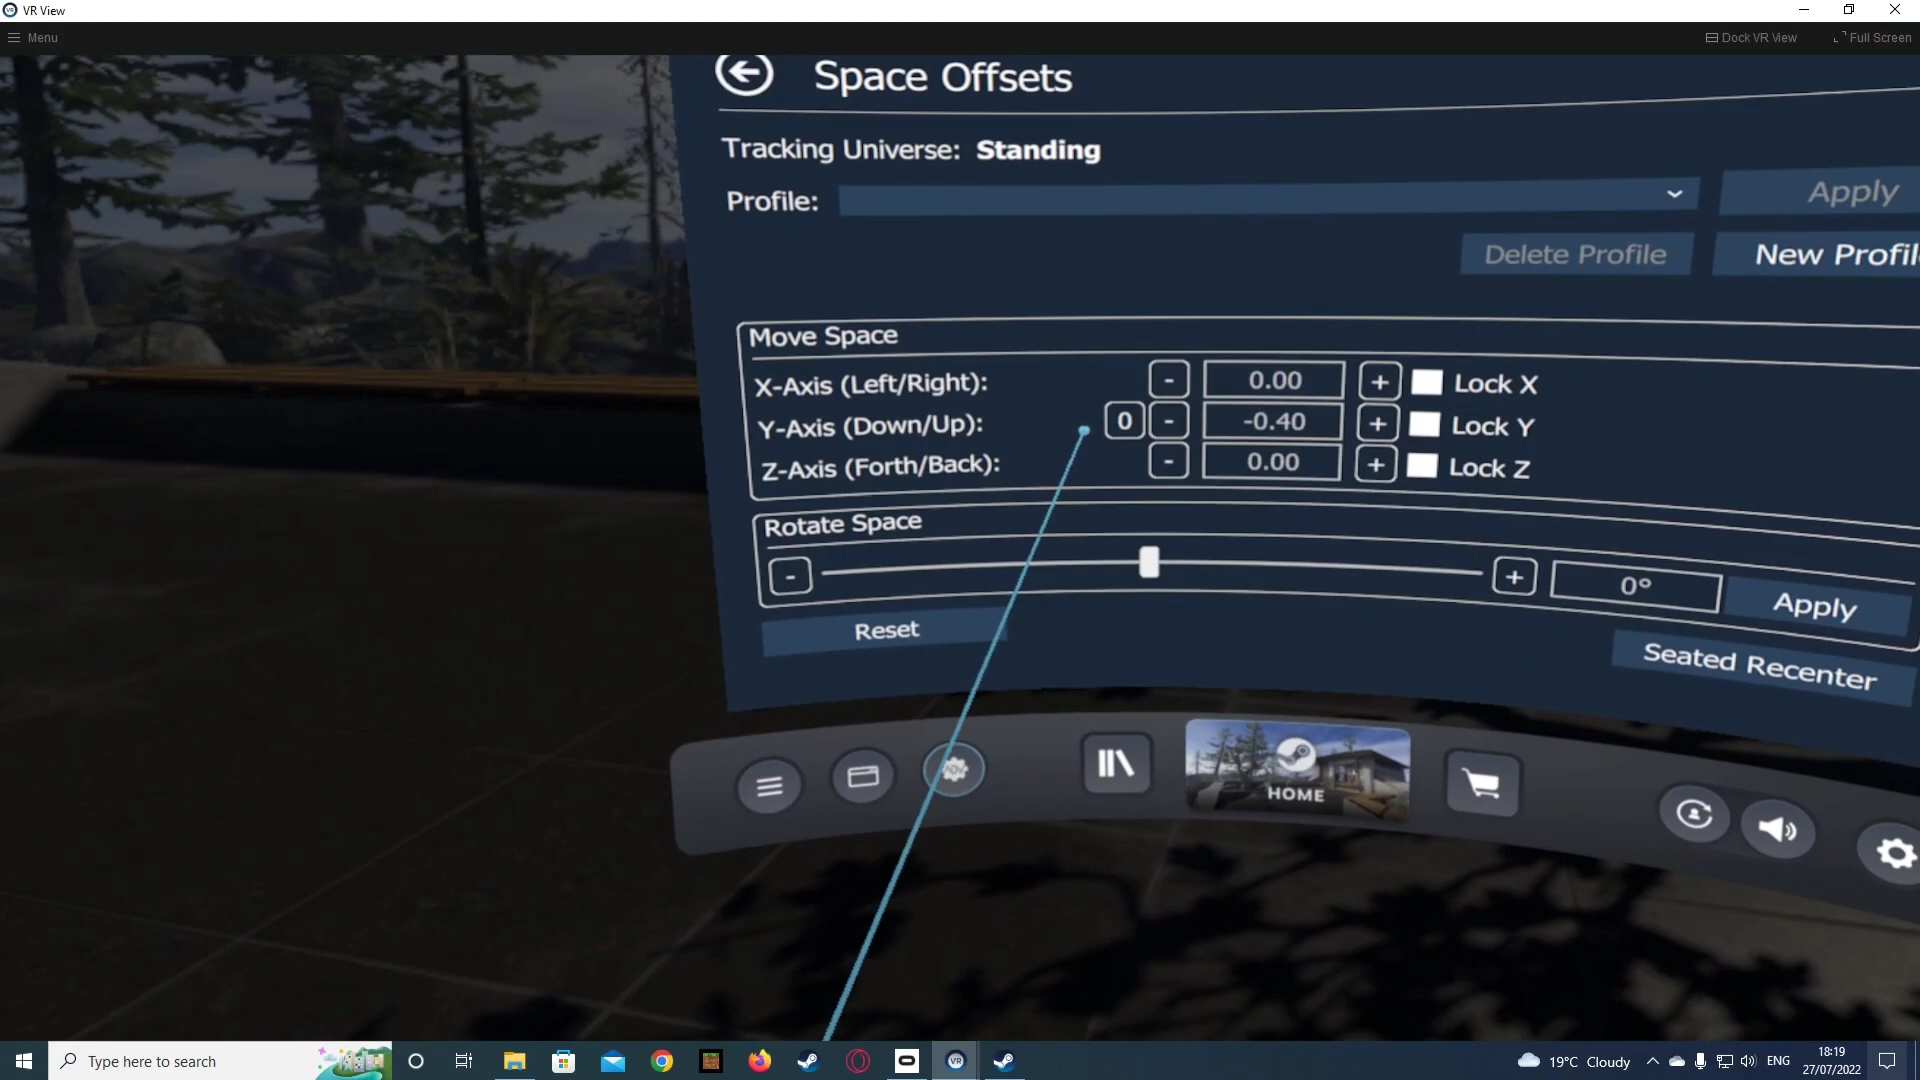 VR View
Menu
Dock VR View
Full Screen
Space Offsets
Tracking Universe: Standing
Profile:
Apply
Delete Profile
New Profil
Move Space
X-Axis (Left/Right):
-
0.00
+
Lock X
Y-Axis (Down/Up):
0
-
-0.40
+
Lock Y
Z-Axis (Forth/Back):
-
0.00
+
Lock Z
Rotate Space
-
+
0°
Apply
Reset
Seated Recenter
HOME
Type here to search
VR
19°C Cloudy
ENG
18:19
27/07/2022